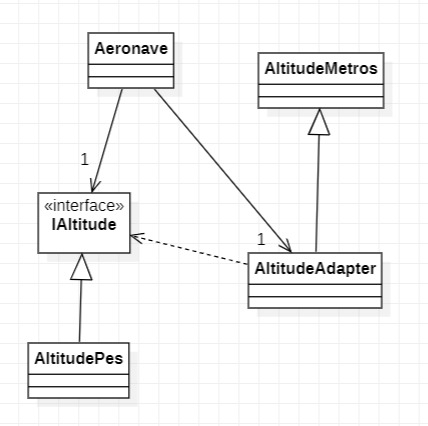 Aeronave
AltitudeMetros
1
«interface»
IAltitude
1
AltitudeAdapter
AltitudePes